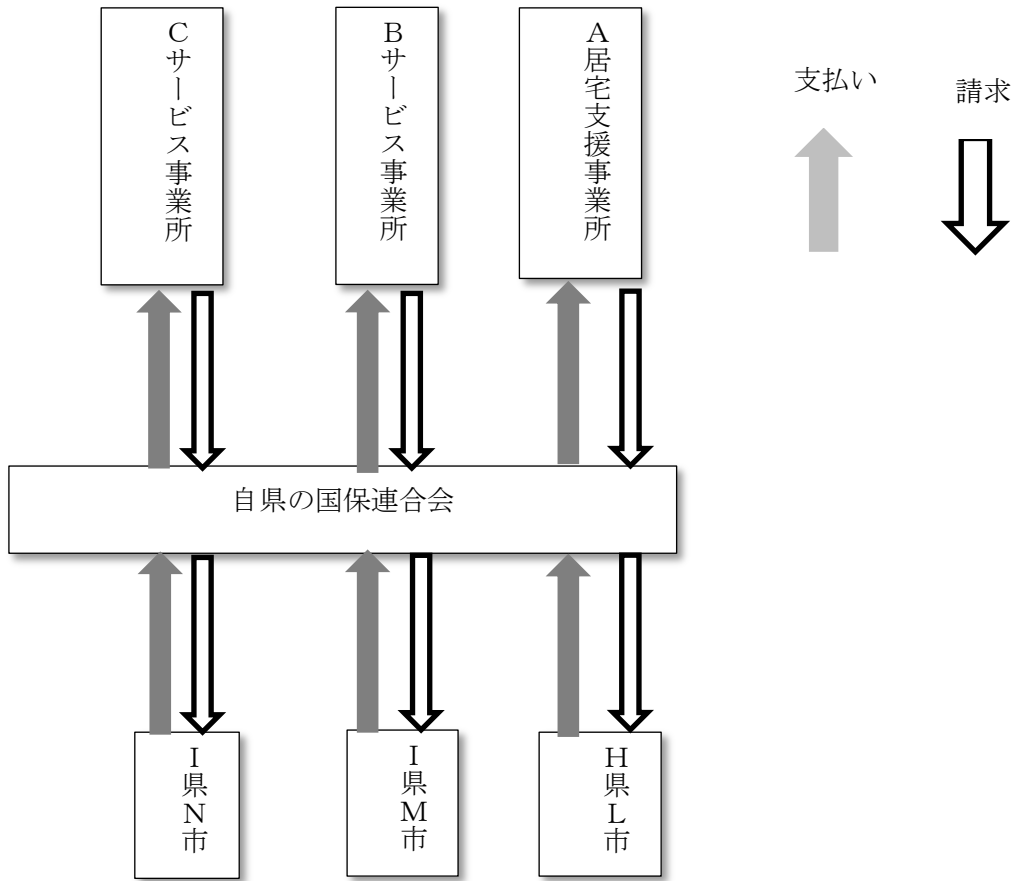 Cサービス事業所
Bサービス事業所
A居宅支援事業所
支払い
請求
自県の国保連合会
I県N市
I県M市
H県L市